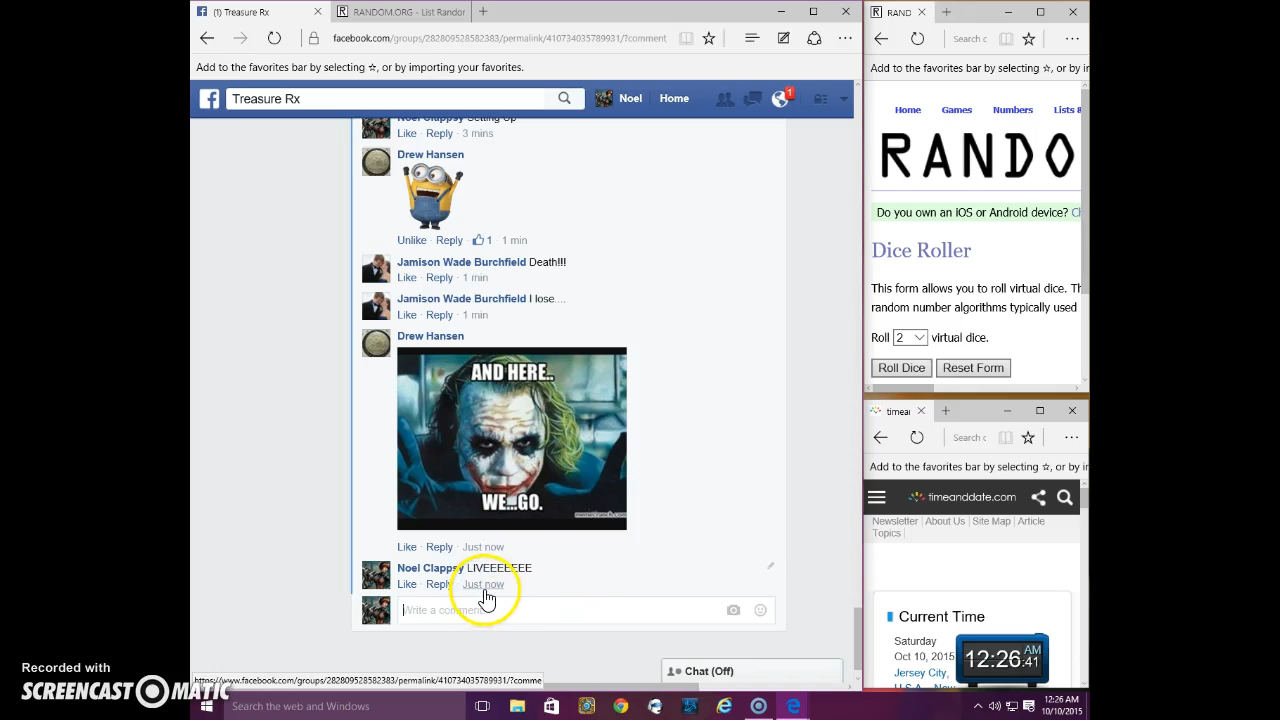 (1) Treasure Rx
RANDOM.ORG - List Randor
facebook.com/groups/282809528582383/permalink/410734035789931/?comment
Add to the favorites bar by selecting ☆, or by importing your favorites.
Treasure Rx
Noel
Home
1
Noel Clappsy Setting Up
Like · Reply · 3 mins
Drew Hansen
Unlike · Reply · 1 · 1 min
Jamison Wade Burchfield Death!!!
Like · Reply · 1 min
Jamison Wade Burchfield I lose....
Like · Reply · 1 min
Drew Hansen
AND HERE..
WE...GO.
Like · Reply · Just now
Noel Clappsy LIVEEEEEEE
Like · Reply · Just now
Write a comment...
Chat (Off)
https://www.facebook.com/groups/282809528582383/permalink/410734035789931/?comme
RAND
Search c
Add to the favorites bar by selecting ☆, or by in
Home Games Numbers Lists &
RANDO
Do you own an iOS or Android device? Ch
Dice Roller
This form allows you to roll virtual dice. Th
random number algorithms typically used
Roll 2 virtual dice.
Roll Dice Reset Form
timean
Search c
Add to the favorites bar by selecting ☆, or by in
timeanddate.com
Newsletter | About Us | Site Map | Article
Topics |
Current Time
Saturday
Oct 10, 2015
Jersey City,
U.S.A., New
12:26:41 AM
Recorded with
SCREENCAST MATIC
Search the web and Windows
12:26 AM
10/10/2015